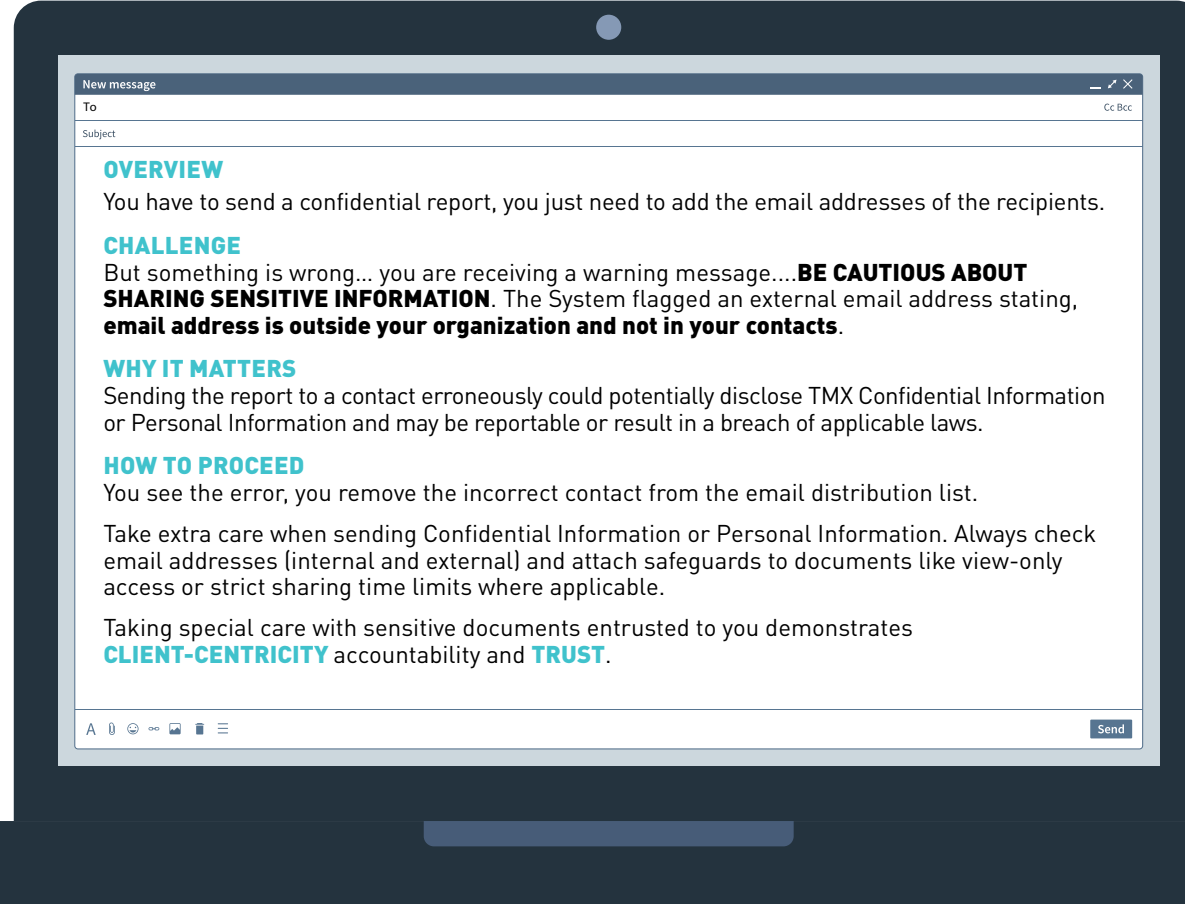 New message
To
Cc Bcc
Subject
OVERVIEW
You have to send a confidential report, you just need to add the email addresses of the recipients.
CHALLENGE
But something is wrong... you are receiving a warning message....BE CAUTIOUS ABOUT
SHARING SENSITIVE INFORMATION. The System flagged an external email address stating,
email address is outside your organization and not in your contacts.
WHY IT MATTERS
Sending the report to a contact erroneously could potentially disclose TMX Confidential Information
or Personal Information and may be reportable or result in a breach of applicable laws.
HOW TO PROCEED
You see the error, you remove the incorrect contact from the email distribution list.
Take extra care when sending Confidential Information or Personal Information. Always check
email addresses (internal and external) and attach safeguards to documents like view-only
access or strict sharing time limits where applicable.
Taking special care with sensitive documents entrusted to you demonstrates
CLIENT-CENTRICITY accountability and TRUST.
A
Send